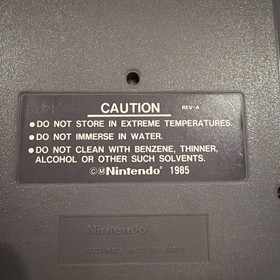 CAUTION REV-A
●DO NOT STORE IN EXTREME TEMPERATURES.
●DO NOT IMMERSE IN WATER.
●DO NOT CLEAN WITH BENZENE, THINNER,
ALCOHOL OR OTHER SUCH SOLVENTS.
©ⓂNintendo 1985
Nintendo